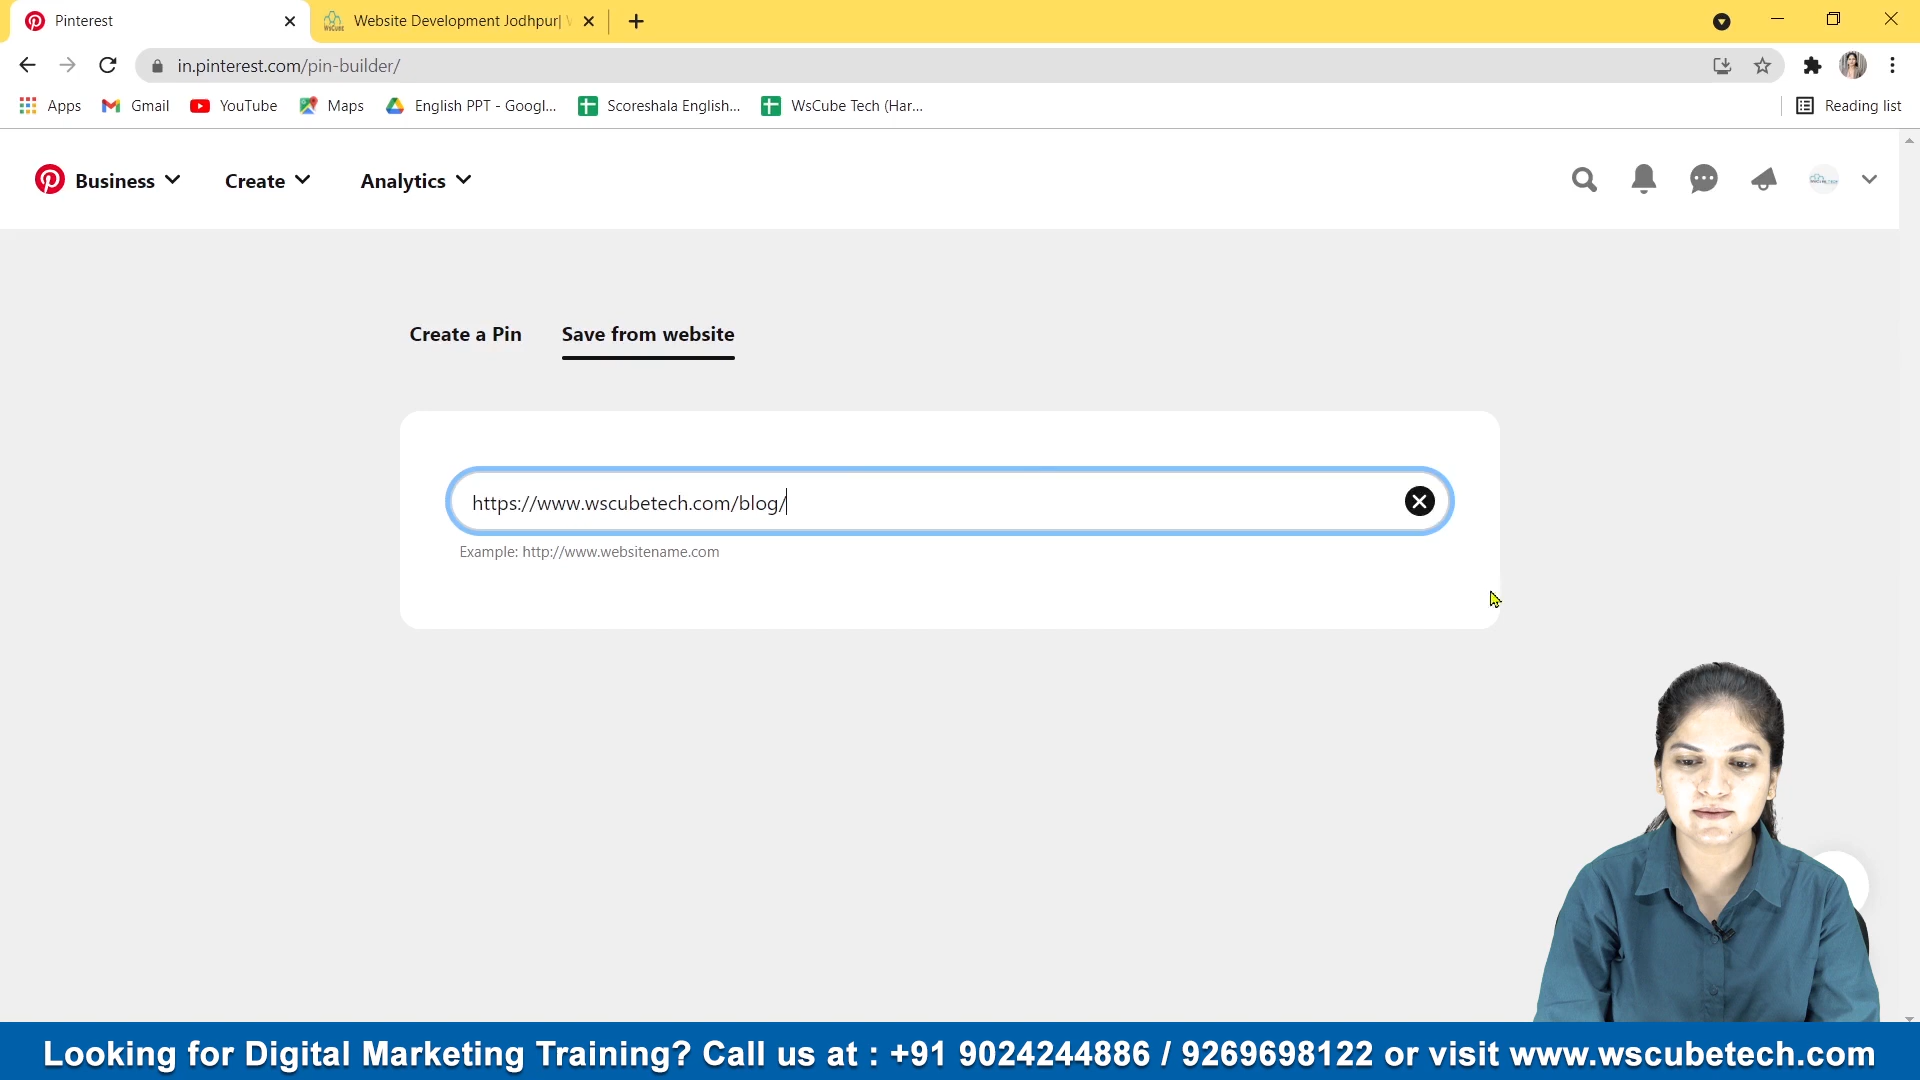 Pinterest
Website Development Jodhpur|
in.pinterest.com/pin-builder/
Apps
Gmail
YouTube
Maps
English PPT - Googl...
Scoreshala English...
WsCube Tech (Har...
Reading list
Business
Create
Analytics
Create a Pin
Save from website
https://www.wscubetech.com/blog/
Example: http://www.websitename.com
Looking for Digital Marketing Training? Call us at : +91 9024244886 / 9269698122 or visit www.wscubetech.com